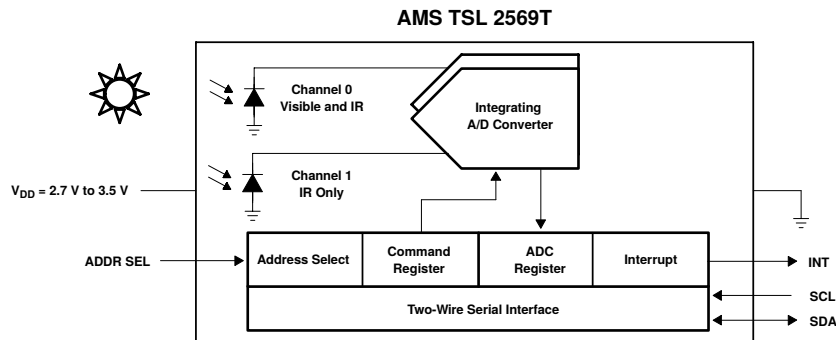 AMS TSL 2569T
Channel 0
Visible and IR
Integrating
A/D Converter
Channel 1
IR Only
VDD = 2.7 V to 3.5 V
ADDR SEL
Address Select
Command
Register
ADC
Register
Interrupt
INT
Two-Wire Serial Interface
SCL
SDA